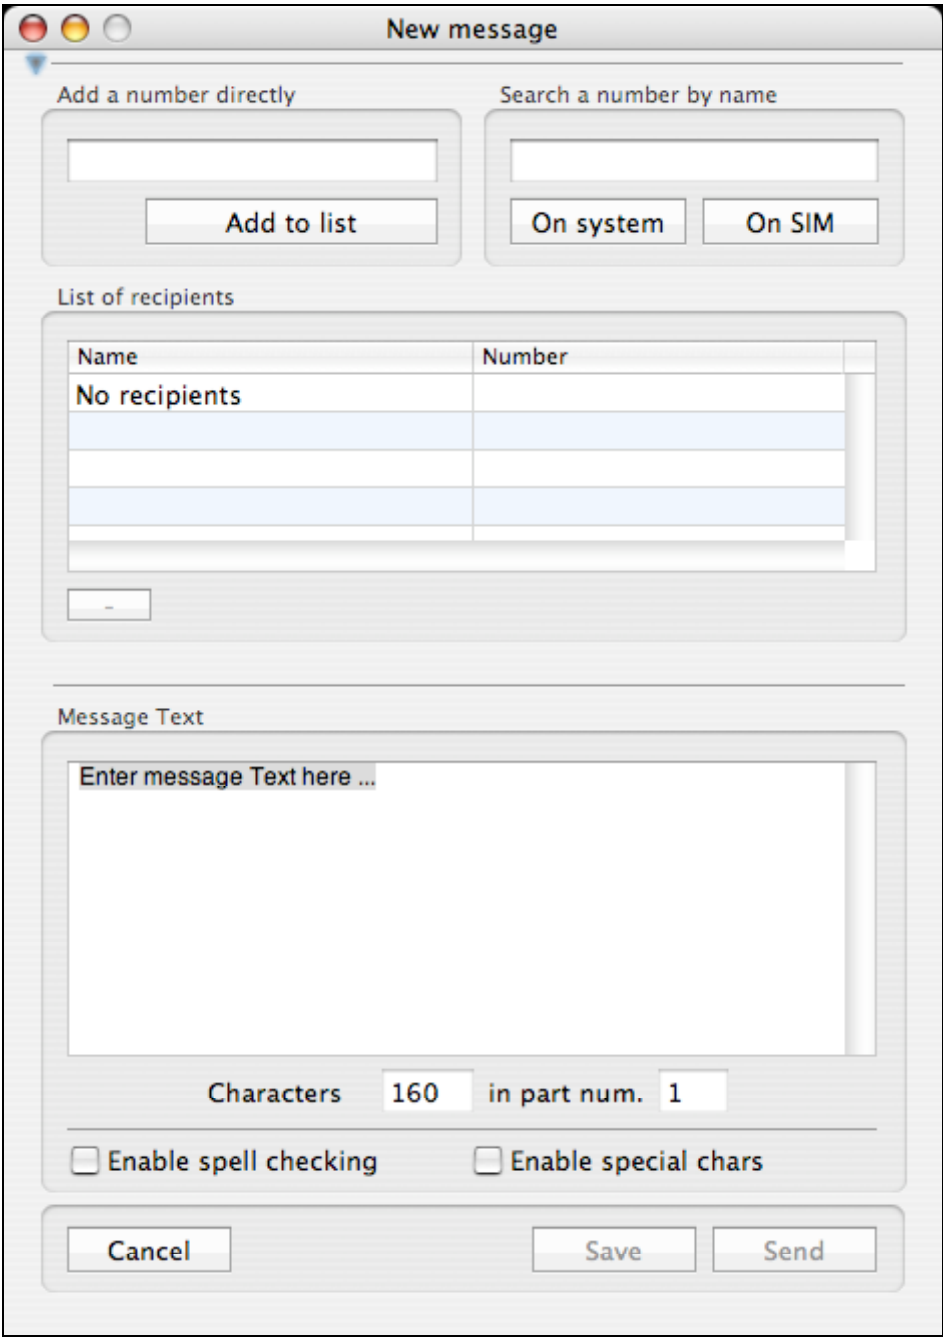 New message
Add a number directly
Search a number by name
Add to list
On system
On SIM
List of recipients
Name
Number
No recipients
-
Message Text
Enter message Text here ...
Characters 160 in part num. 1
Enable spell checking
Enable special chars
Cancel
Save
Send